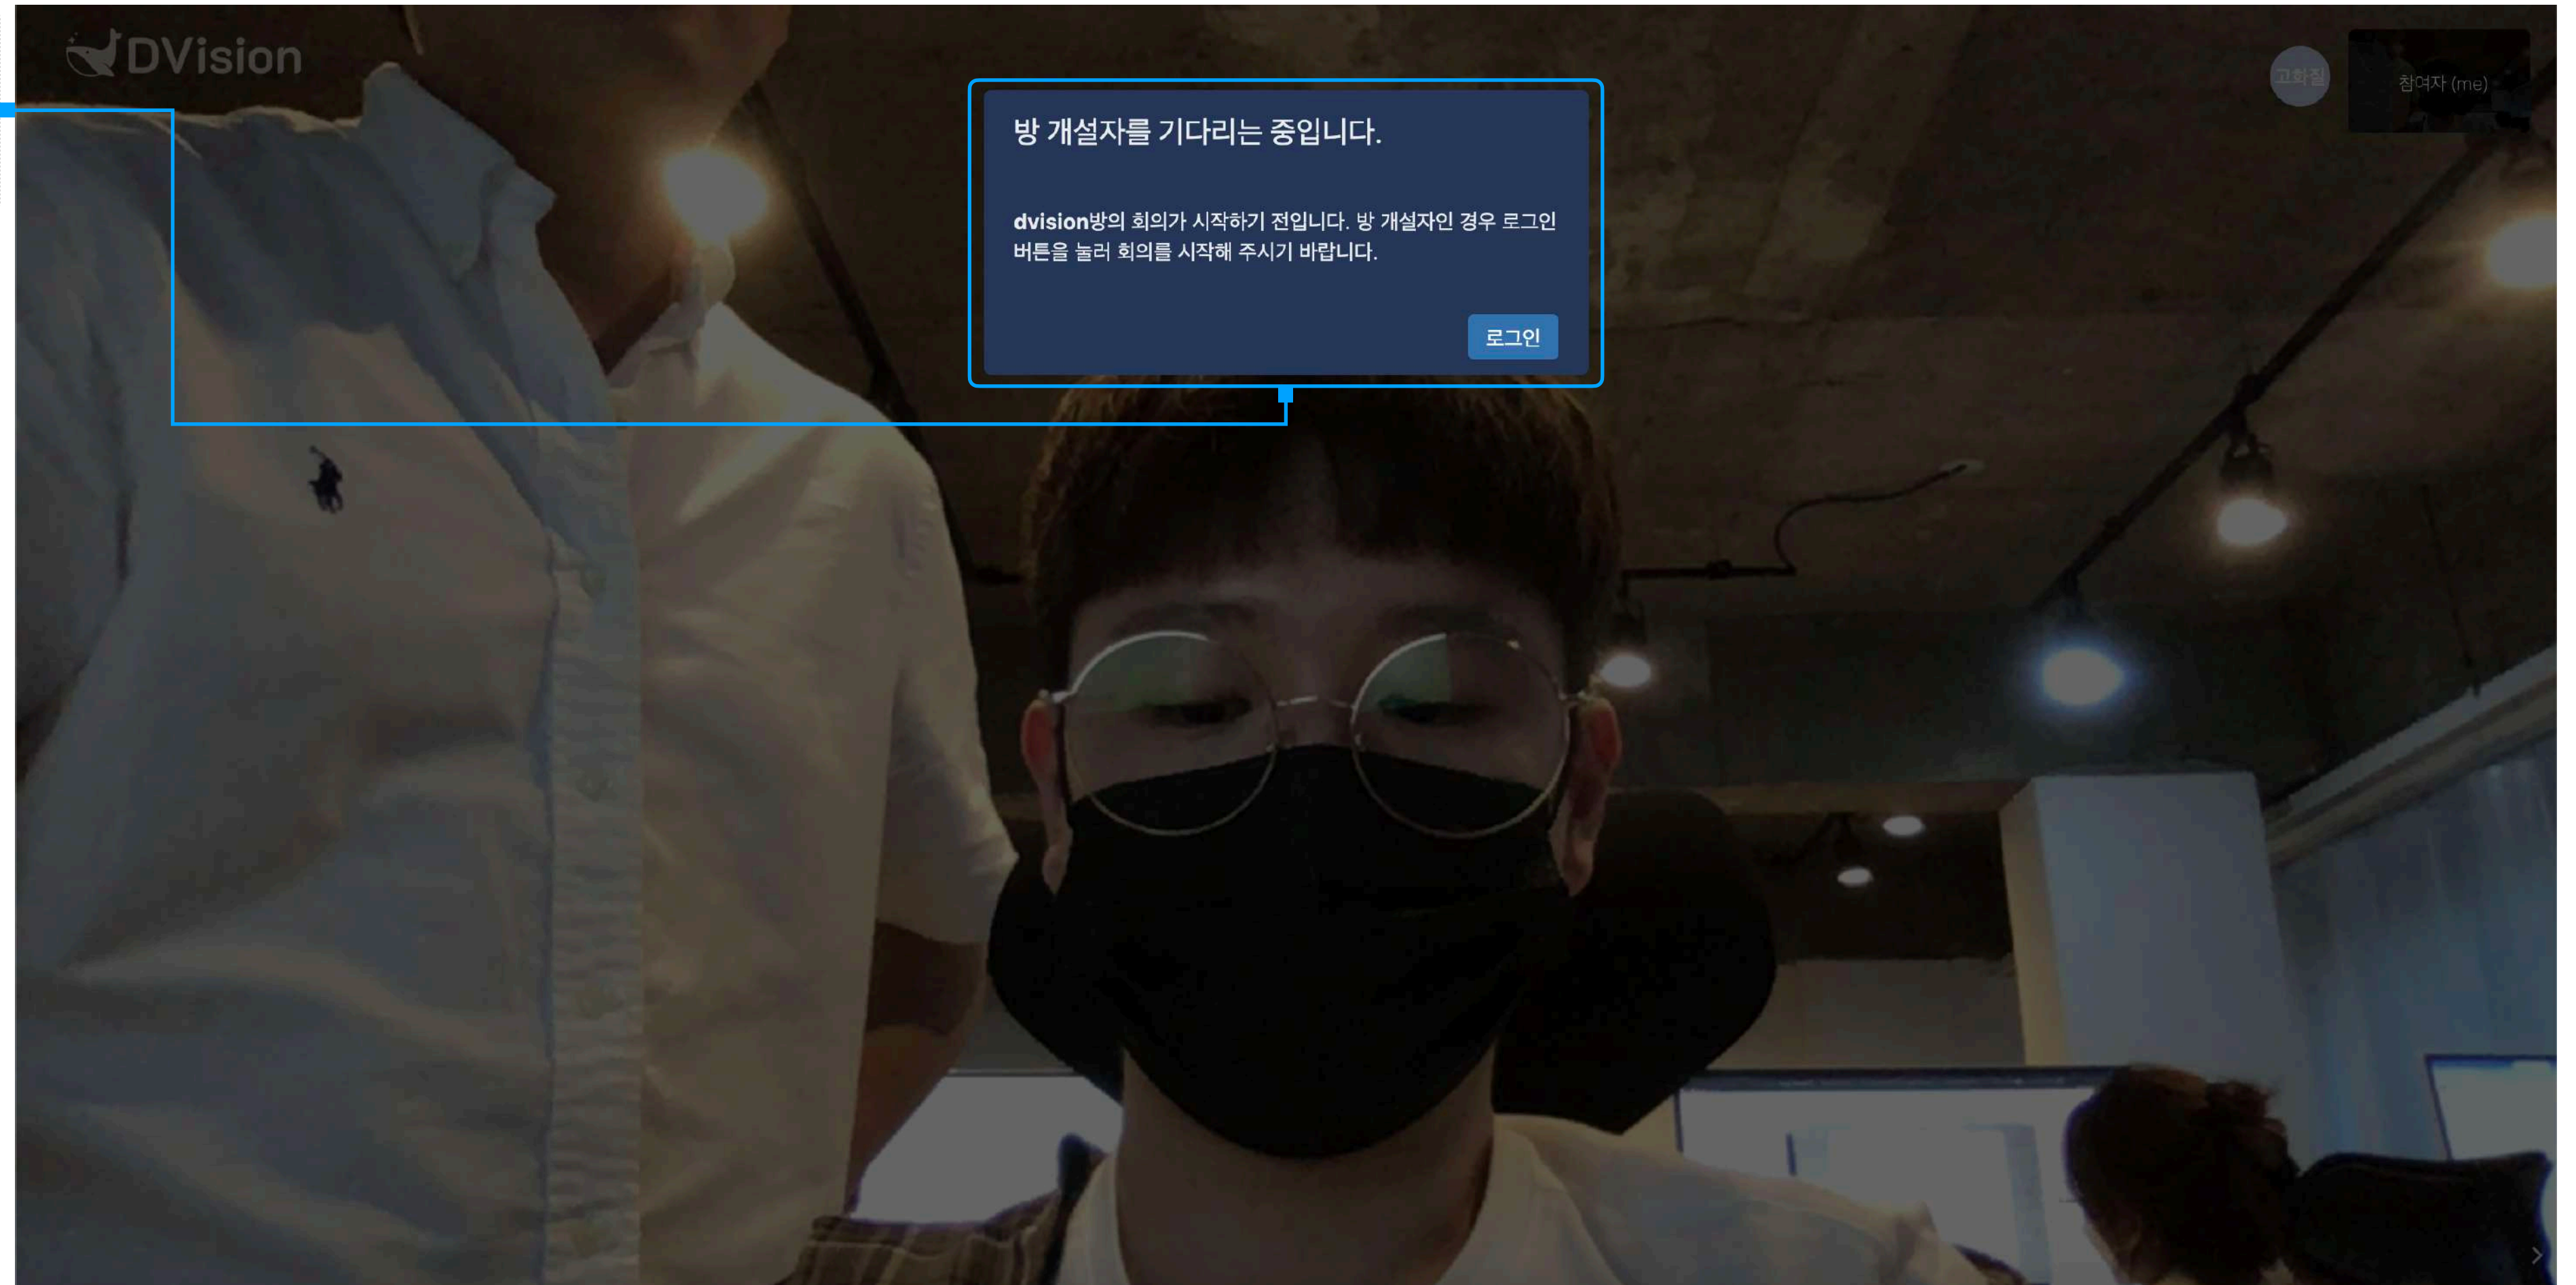 DVision
고화질
참여자 (me)
방 개설자를 기다리는 중입니다.
dvision방의 회의가 시작하기 전입니다. 방 개설자인 경우 로그인
버튼을 눌러 회의를 시작해 주시기 바랍니다.
로그인